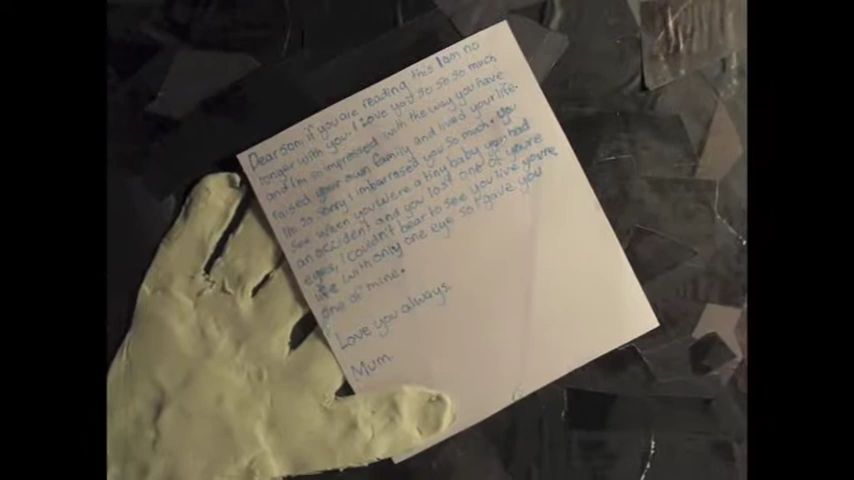 Dear son, if you are reading this I am no
longer with you. I love you so so so much
and I'm so impressed with the way you have
raised your own family and lived your life.
I'm so sorry I imbarrased you so much. You
see when you were a tiny baby you had
an accident and you lost one of youre
eyes, I couldn't bear to see you live youre
life with only one eye so I gave you
one of mine.
Love you always.
Mum.